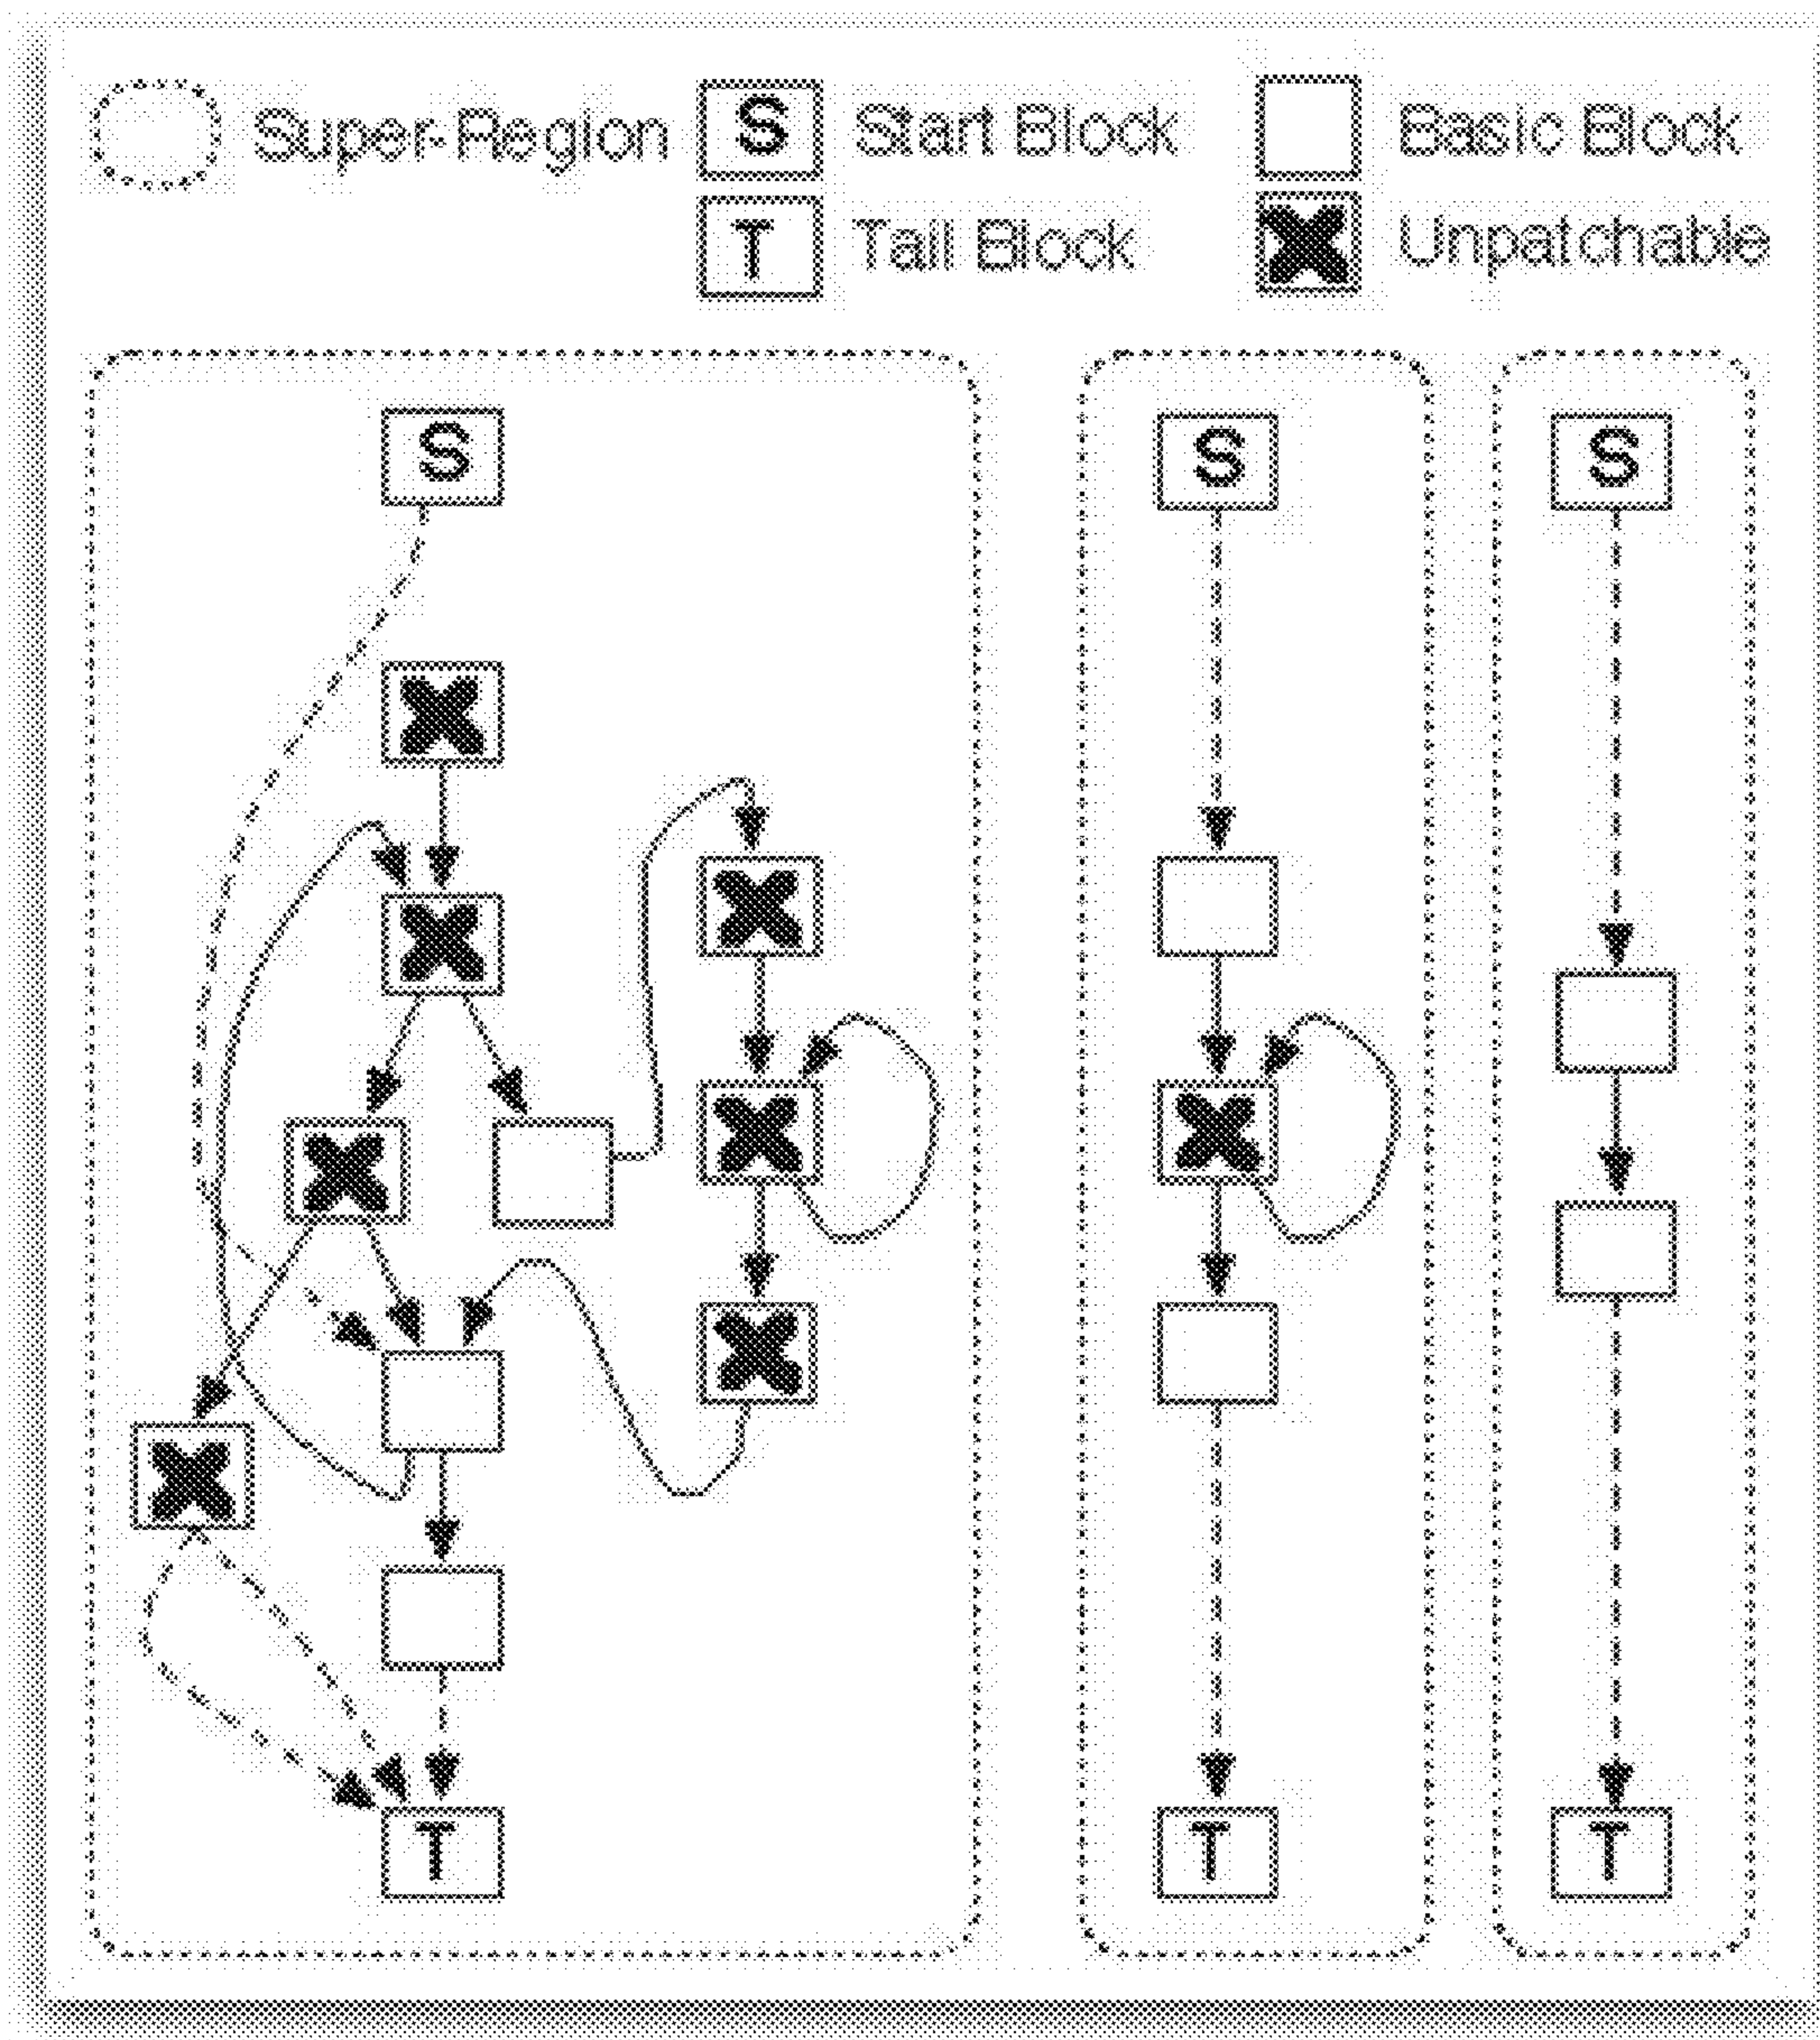 Super-Region
S Start Block
Basic Block
T Tail Block
Unpatchable
S
S
S
T
T
T